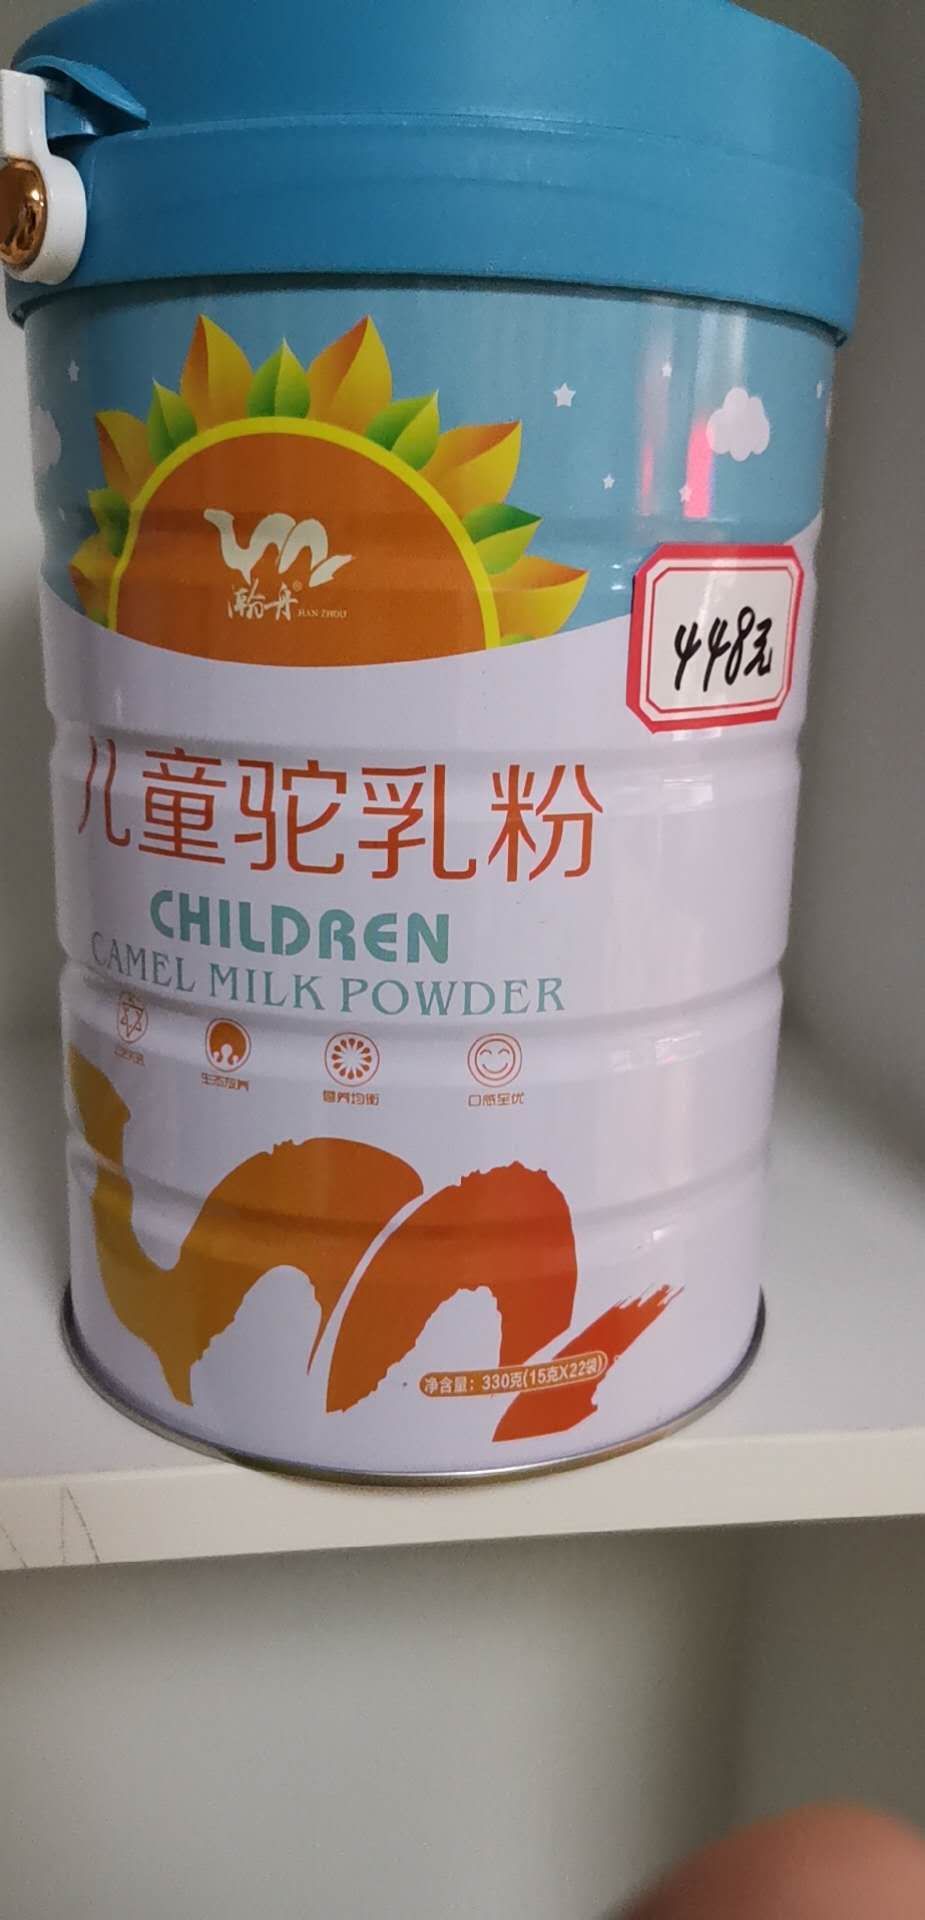 瀚舟®
HAN ZHOU
448元
儿童驼乳粉
CHILDREN
CAMEL MILK POWDER
生态放养
营养均衡
口感至优
净含量：330克(15克X22袋)